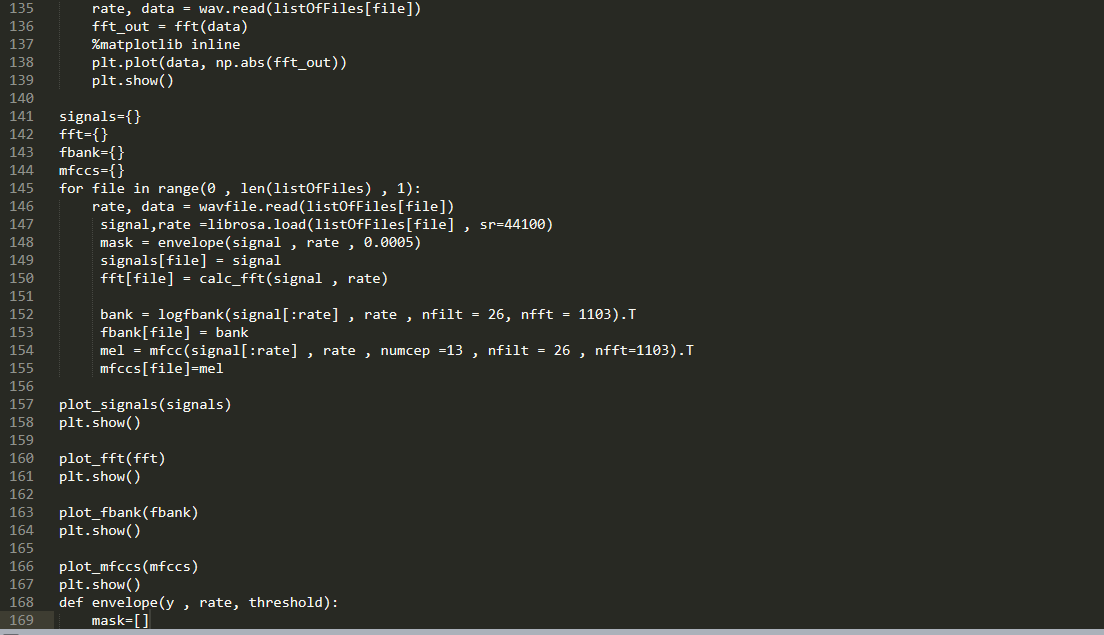 135 rate, data = wav.read(listOfFiles[file])
136 fft_out = fft(data)
137 %matplotlib inline
138 plt.plot(data, np.abs(fft_out))
139 plt.show()
140
141 signals={}
142 fft={}
143 fbank={}
144 mfccs={}
145 for file in range(0 , len(listOfFiles) , 1):
146 rate, data = wavfile.read(listOfFiles[file])
147 signal,rate =librosa.load(listOfFiles[file] , sr=44100)
148 mask = envelope(signal , rate , 0.0005)
149 signals[file] = signal
150 fft[file] = calc_fft(signal , rate)
151
152 bank = logfbank(signal[:rate] , rate , nfilt = 26, nfft = 1103).T
153 fbank[file] = bank
154 mel = mfcc(signal[:rate] , rate , numcep =13 , nfilt = 26 , nfft=1103).T
155 mfccs[file]=mel
156
157 plot_signals(signals)
158 plt.show()
159
160 plot_fft(fft)
161 plt.show()
162
163 plot_fbank(fbank)
164 plt.show()
165
166 plot_mfccs(mfccs)
167 plt.show()
168 def envelope(y , rate, threshold):
169 mask=[]